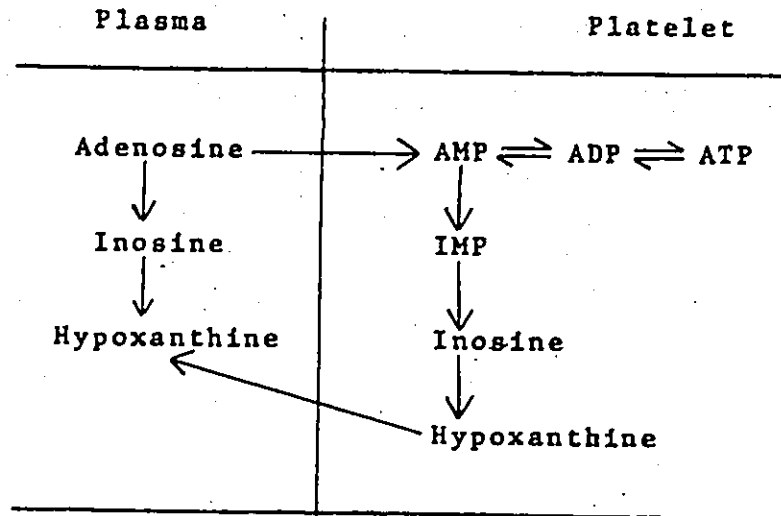 Plasma Platelet
Adenosine AMP ADP ATP
Inosine IMP
Hypoxanthine Inosine
Hypoxanthine